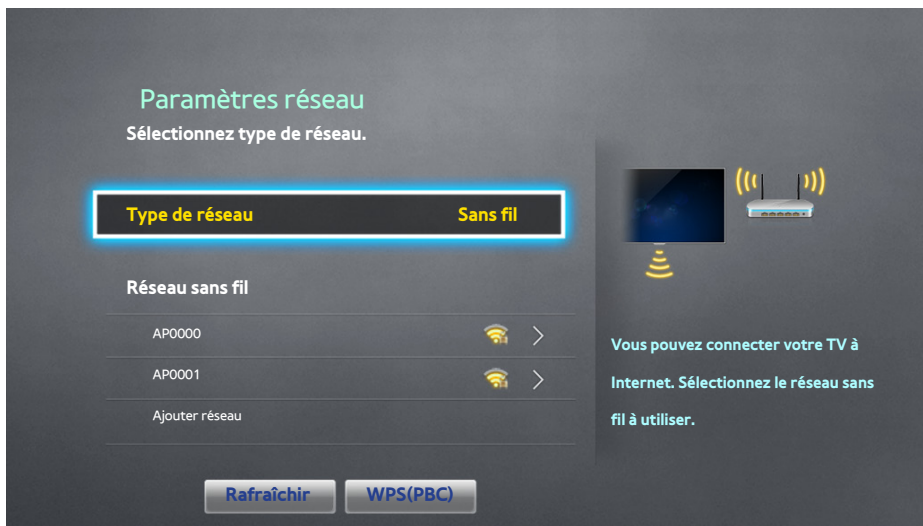 Paramètres réseau
Sélectionnez type de réseau.
Type de réseau Sans fil
Réseau sans fil
AP0000
AP0001
Ajouter réseau
Rafraîchir WPS(PBC)
Vous pouvez connecter votre TV à
Internet. Sélectionnez le réseau sans
fil à utiliser.